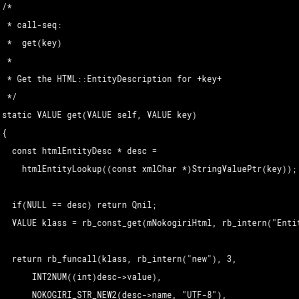 /*
 * call-seq:
 *  get(key)
 *
 * Get the HTML::EntityDescription for +key+
 */
static VALUE get(VALUE self, VALUE key)
{
  const htmlEntityDesc * desc =
    htmlEntityLookup((const xmlChar *)StringValuePtr(key));

  if(NULL == desc) return Qnil;
  VALUE klass = rb_const_get(mNokogiriHtml, rb_intern("Entit

  return rb_funcall(klass, rb_intern("new"), 3,
      INT2NUM((int)desc->value),
      NOKOGIRI_STR_NEW2(desc->name, "UTF-8"),